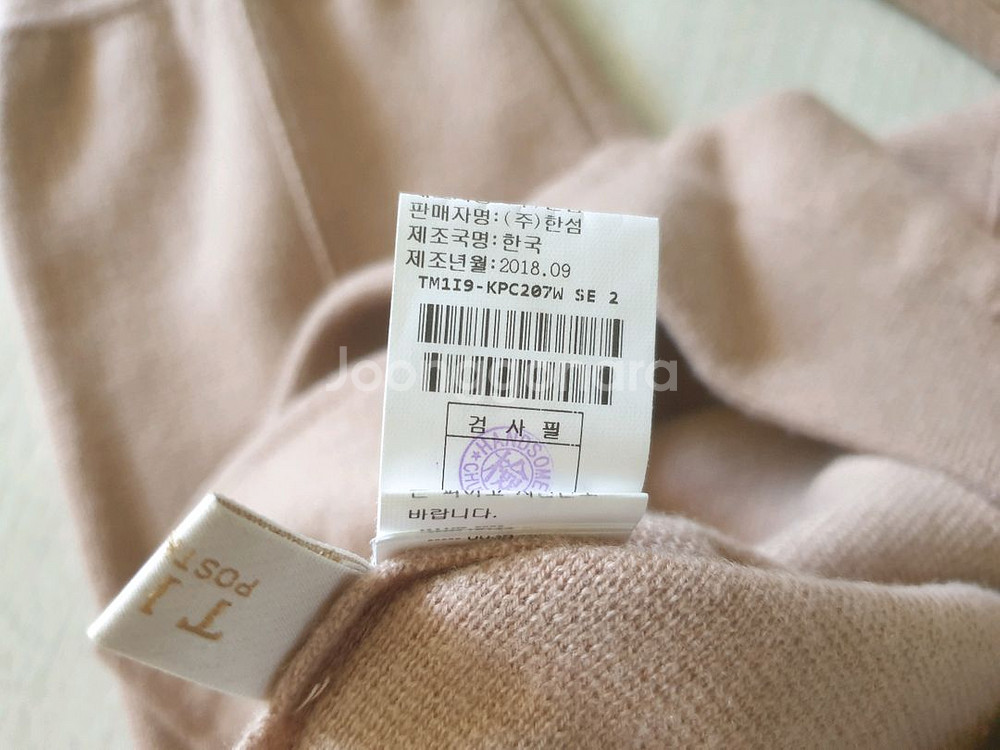 판매자명:(주)한섬
제조국명:한국
제조년월:2018.09
TM1I9-KPC207W SE 2
Joonggonara
검 사 필
HANDSOME
바랍니다.
TI
POST